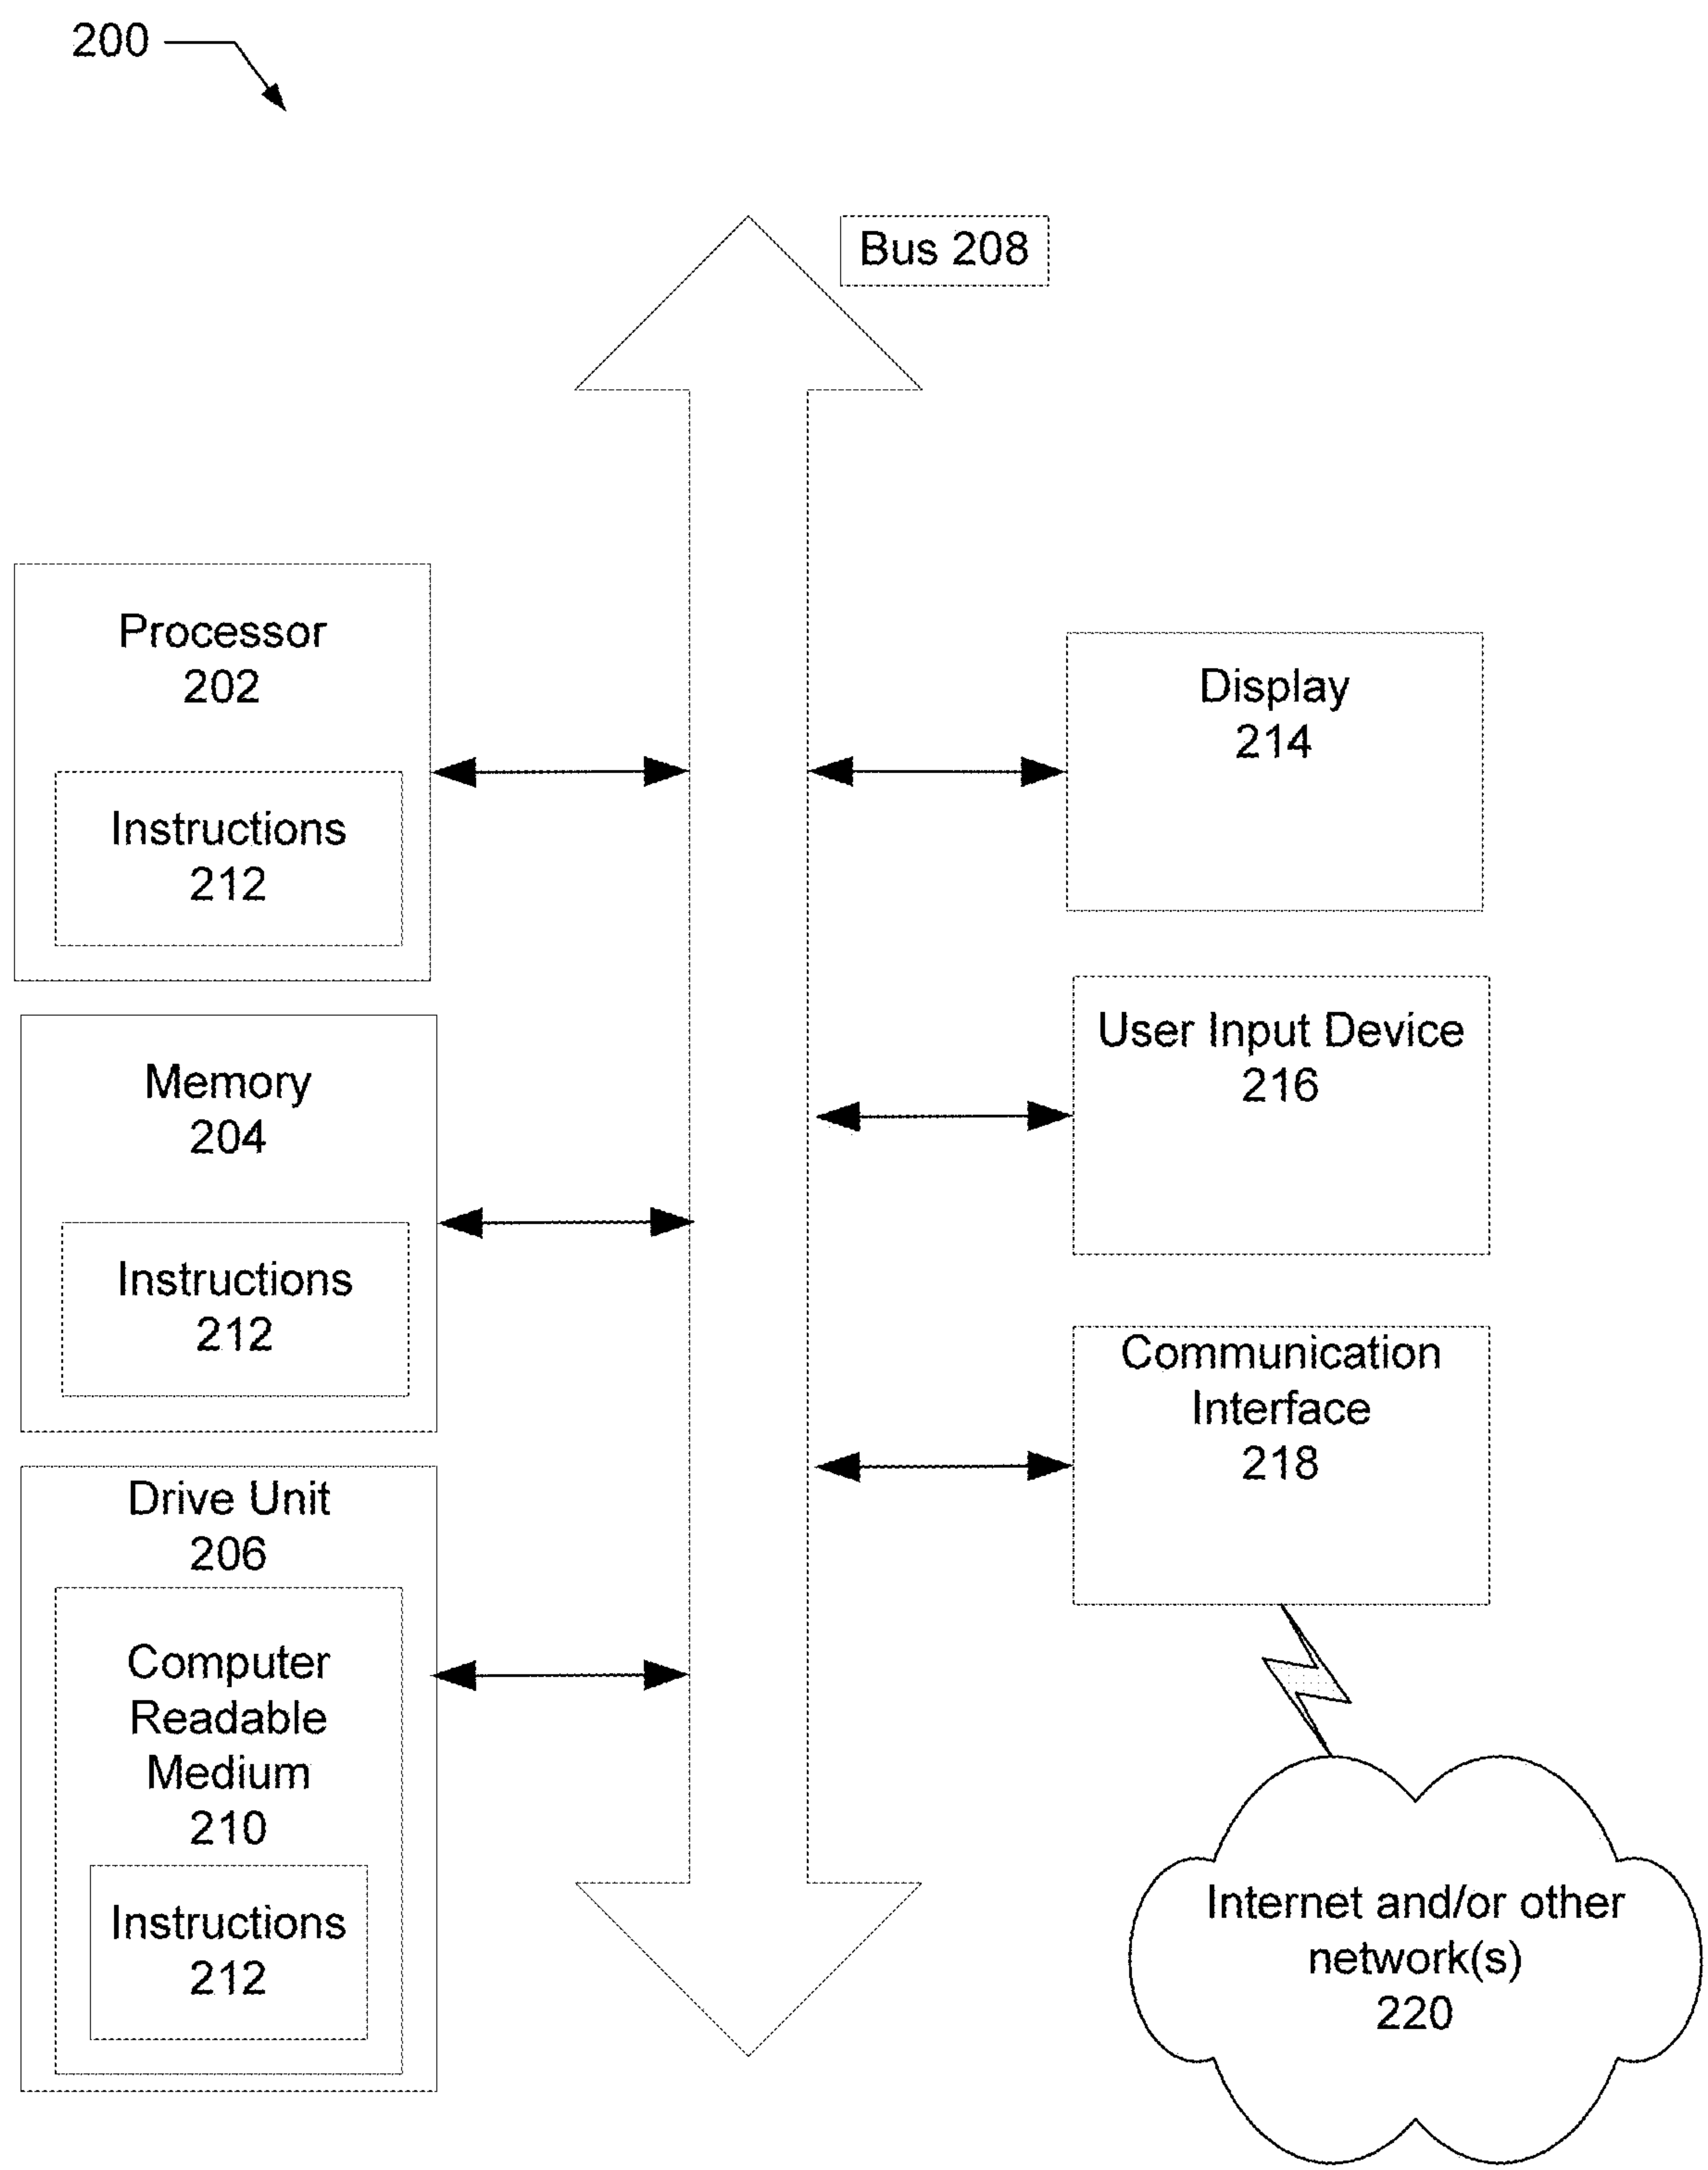 200
Bus 208
Processor
202
Instructions
212
Memory
204
Instructions
212
Drive Unit
206
Computer
Readable
Medium
210
Instructions
212
Display
214
User Input Device
216
Communication
Interface
218
Internet and/or other
network(s)
220